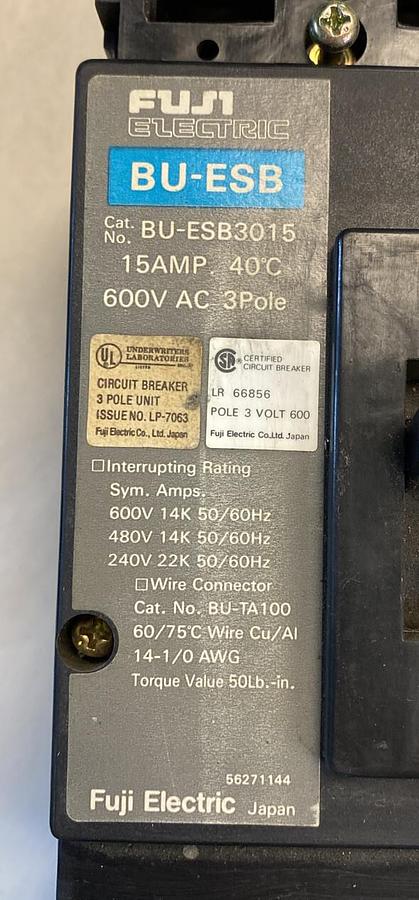 FUJI
ELECTRIC
BU-ESB
Cat. No. BU-ESB3015
15AMP. 40℃
600V AC 3Pole
UL UNDERWRITERS
LABORATORIES
LISTED
CIRCUIT BREAKER
3 POLE UNIT
ISSUE NO. LP-7063
Fuji Electric Co., Ltd. Japan
SA CERTIFIED
CIRCUIT BREAKER
LR 66856
POLE 3 VOLT 600
Fuji Electric Co.,Ltd. Japan
□Interrupting Rating
Sym. Amps.
600V 14K 50/60Hz
480V 14K 50/60Hz
240V 22K 50/60Hz
□Wire Connector
Cat. No. BU-TA100
60/75℃ Wire Cu/Al
14-1/0 AWG
Torque Value 50Lb.-in.
56271144
Fuji Electric Japan